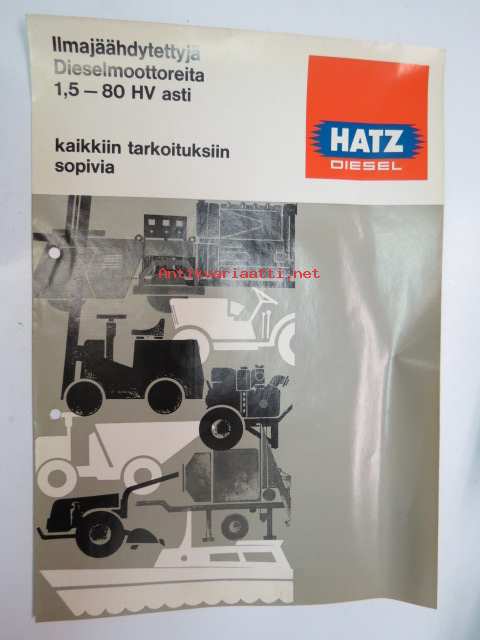 Ilmajäähdytettyjä
Dieselmoottoreita
1,5 – 80 HV asti
kaikkiin tarkoituksiin
sopivia
HATZ
DIESEL
Antikvariaatti.net